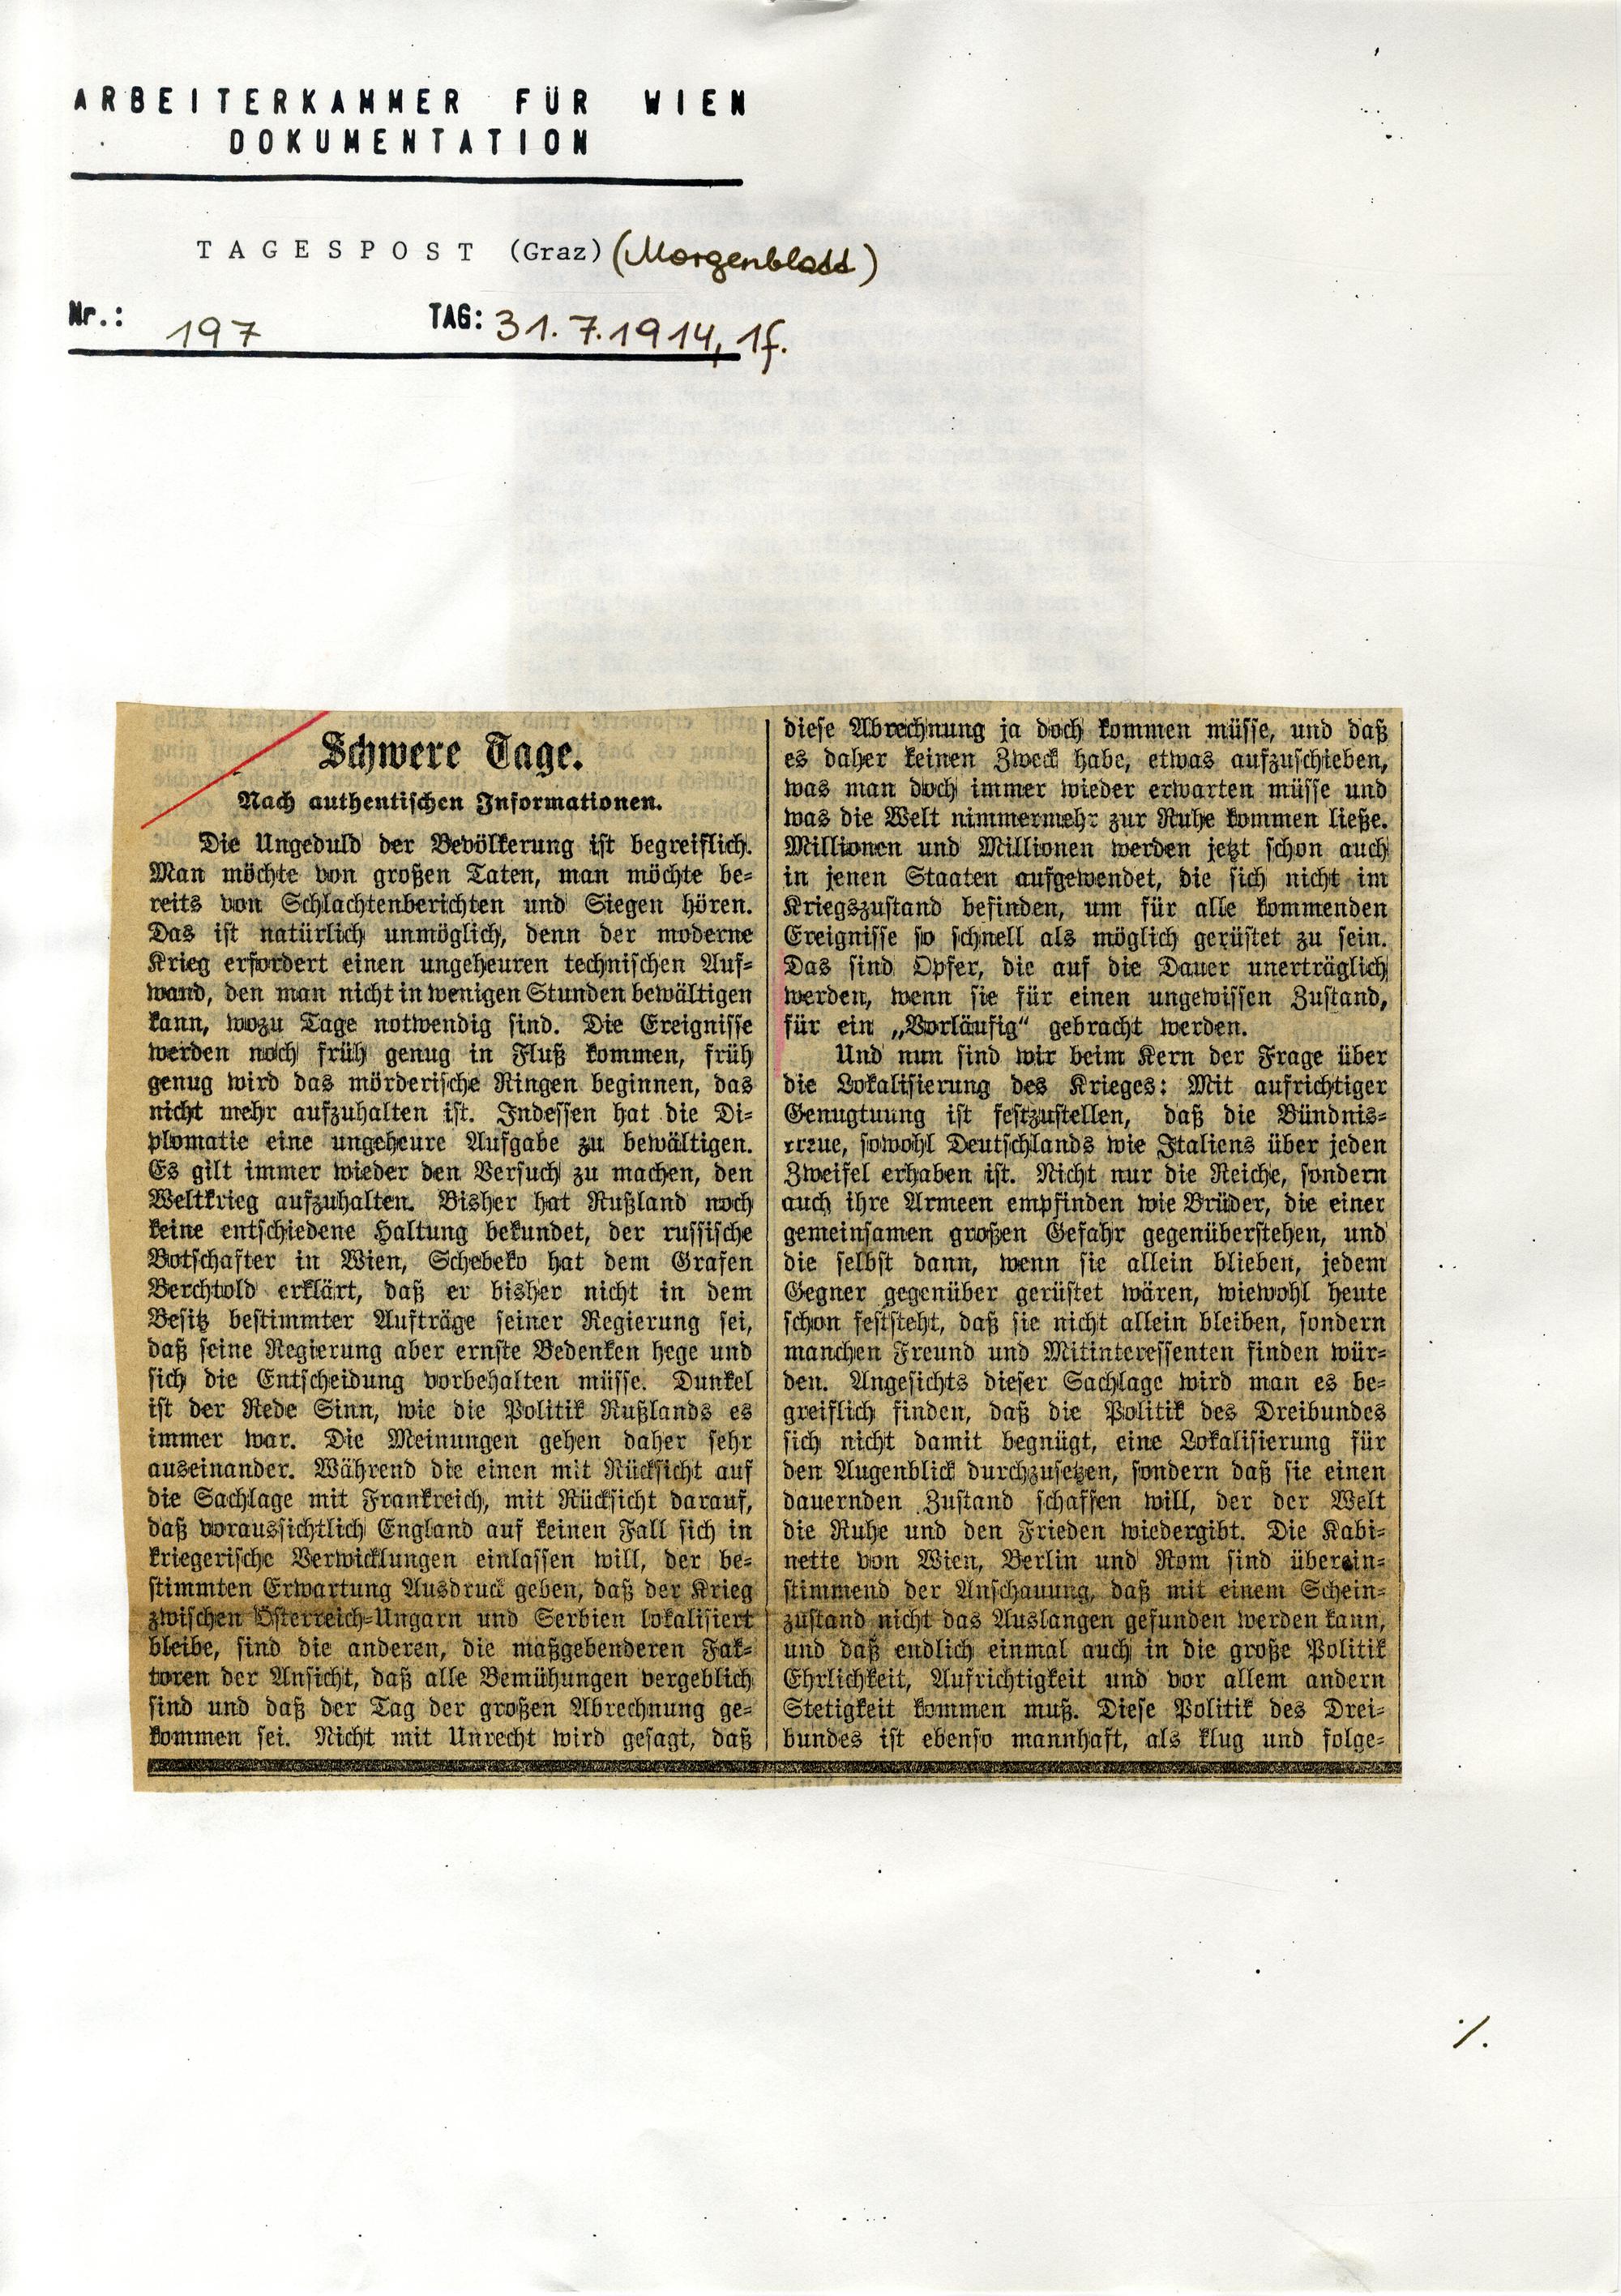 ARBEITERKAMMER FÜR WIEN
DOKUMENTATION
TAGESPOST (Graz) (Morgenblatt)
Nr.: 197 TAG: 31.7.1914, 1f.
Schwere Tage.
Nach authentischen Informationen.
Die Ungeduld der Bevölkerung ist begreiflich.
Man möchte von großen Taten, man möchte be-
reits von Schlachtenberichten und Siegen hören.
Das ist natürlich unmöglich, denn der moderne
Krieg erfordert einen ungeheuren technischen Auf-
wand, den man nicht in wenigen Stunden bewältigen
kann, wozu Tage notwendig sind. Die Ereignisse
werden noch früh genug in Fluß kommen, früh
genug wird das mörderische Ringen beginnen, das
nicht mehr aufzuhalten ist. Indessen hat die Di-
plomatie eine ungeheure Aufgabe zu bewältigen.
Es gilt immer wieder den Versuch zu machen, den
Weltkrieg aufzuhalten. Bisher hat Rußland noch
keine entschiedene Haltung bekundet, der russische
Botschafter in Wien, Schebeko hat dem Grafen
Berchtold erklärt, daß er bisher nicht in dem
Besitz bestimmter Aufträge seiner Regierung sei,
daß seine Regierung aber ernste Bedenken hege und
sich die Entscheidung vorbehalten müsse. Dunkel
ist der Rede Sinn, wie die Politik Rußlands es
immer war. Die Meinungen gehen daher sehr
auseinander. Während die einen mit Rücksicht auf
die Sachlage mit Frankreich, mit Rücksicht darauf,
daß voraussichtlich England auf keinen Fall sich in
kriegerische Verwicklungen einlassen will, der be-
stimmten Erwartung Ausdruck geben, daß der Krieg
zwischen Österreich-Ungarn und Serbien lokalisiert
bleibe, sind die anderen, die maßgebenderen Fak-
toren der Ansicht, daß alle Bemühungen vergeblich
sind und daß der Tag der großen Abrechnung ge-
kommen sei. Nicht mit Unrecht wird gesagt, daß
diese Abrechnung ja doch kommen müsse, und daß
es daher keinen Zweck habe, etwas aufzuschieben,
was man doch immer wieder erwarten müsse und
was die Welt nimmermehr zur Ruhe kommen ließe.
Millionen und Millionen werden jetzt schon auch
in jenen Staaten aufgewendet, die sich nicht im
Kriegszustand befinden, um für alle kommenden
Ereignisse so schnell als möglich gerüstet zu sein.
Das sind Opfer, die auf die Dauer unerträglich
werden, wenn sie für einen ungewissen Zustand,
für ein „Vorläufig“ gebracht werden.
Und nun sind wir beim Kern der Frage über
die Lokalisierung des Krieges: Mit aufrichtiger
Genugtuung ist festzustellen, daß die Bündnis-
treue, sowohl Deutschlands wie Italiens über jeden
Zweifel erhaben ist. Nicht nur die Reiche, sondern
auch ihre Armeen empfinden wie Brüder, die einer
gemeinsamen großen Gefahr gegenüberstehen, und
die selbst dann, wenn sie allein blieben, jedem
Gegner gegenüber gerüstet wären, wiewohl heute
schon feststeht, daß sie nicht allein bleiben, sondern
manchen Freund und Mitinteressenten finden wür-
den. Angesichts dieser Sachlage wird man es be-
greiflich finden, daß die Politik des Dreibundes
sich nicht damit begnügt, eine Lokalisierung für
den Augenblick durchzusetzen, sondern daß sie einen
dauernden Zustand schaffen will, der der Welt
die Ruhe und den Frieden wiedergibt. Die Kabi-
nette von Wien, Berlin und Rom sind überein-
stimmend der Anschauung, daß mit einem Schein-
zustand nicht das Auslangen gefunden werden kann,
und daß endlich einmal auch in die große Politik
Ehrlichkeit, Aufrichtigkeit und vor allem andern
Stetigkeit kommen muß. Diese Politik des Drei-
bundes ist ebenso mannhaft, als klug und folge-
./.